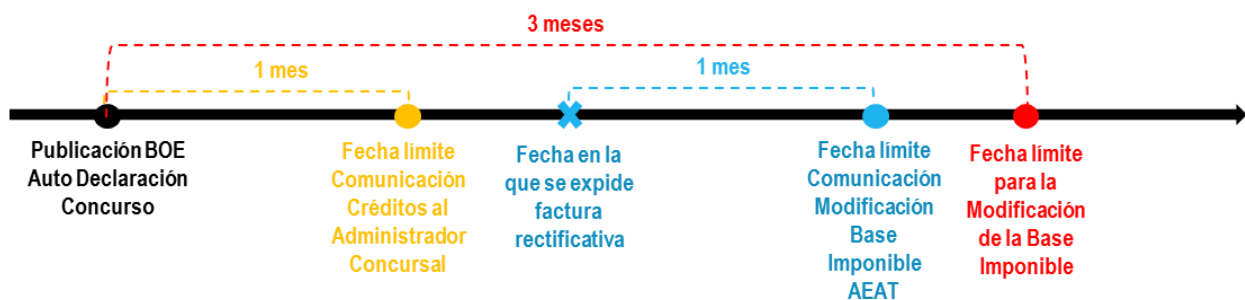 3 meses
1 mes
1 mes
Publicación BOE
Auto Declaración
Concurso
Fecha límite
Comunicación
Créditos al
Administrador
Concursal
Fecha en la
que se expide
factura
rectificativa
Fecha límite
Comunicación
Modificación
Base
Imponible
AEAT
Fecha límite
para la
Modificación
de la Base
Imponible